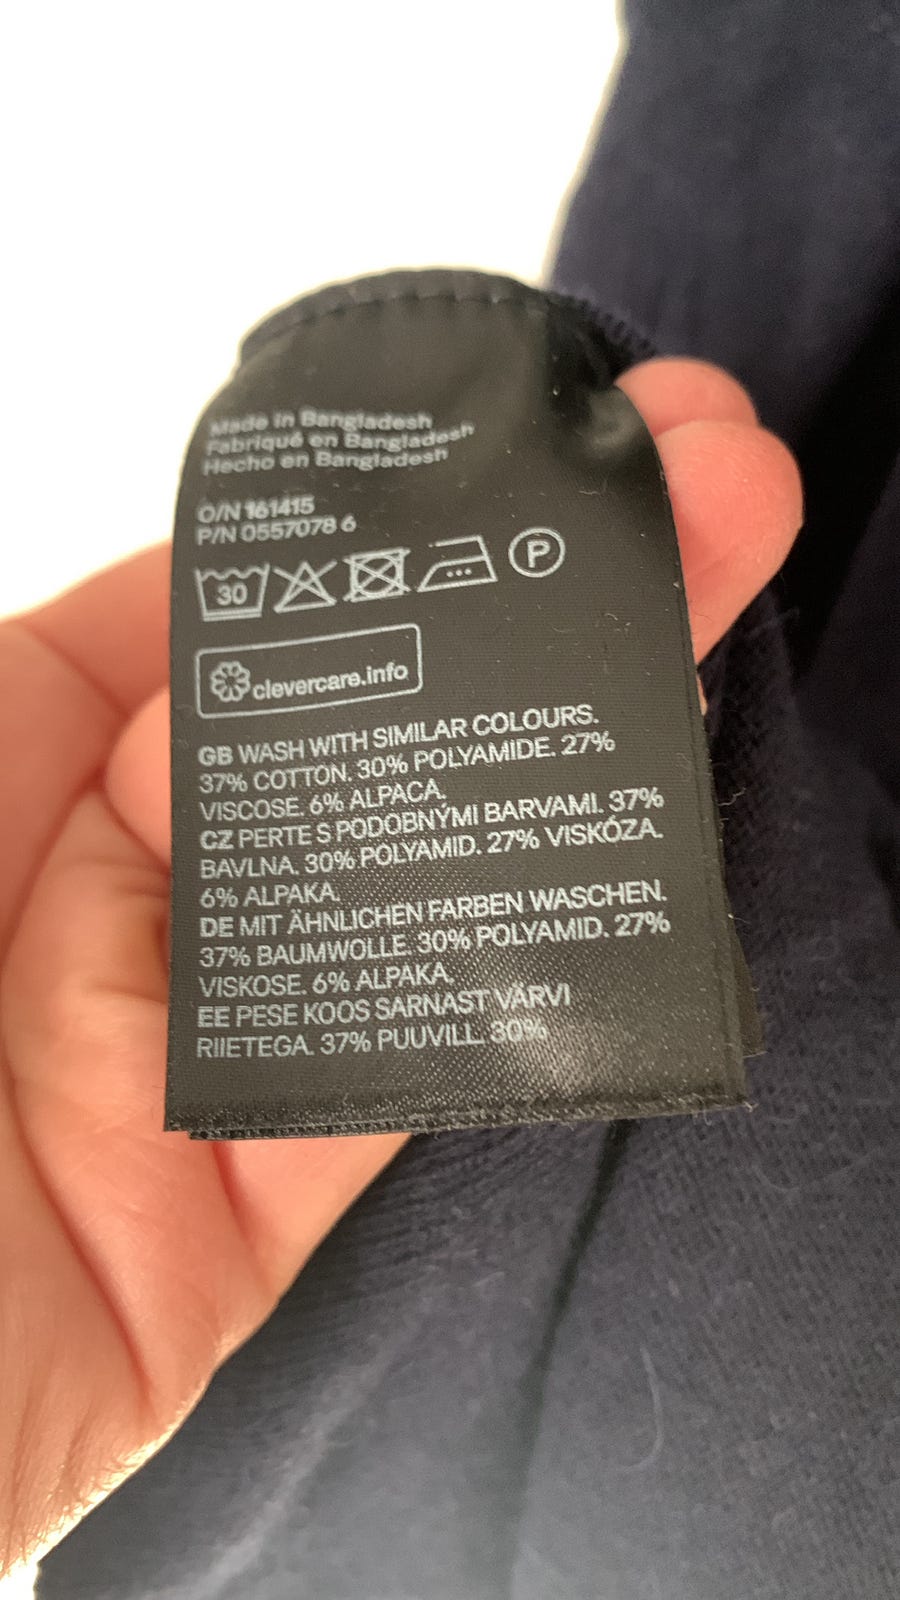 Made in Bangladesh
Fabriqué en Bangladesh
Hecho en Bangladesh
O/N 161415
P/N 0557078 6
30 P
clevercare.info
GB WASH WITH SIMILAR COLOURS.
37% COTTON. 30% POLYAMIDE. 27%
VISCOSE. 6% ALPACA.
CZ PERTE S PODOBNÝMI BARVAMI. 37%
BAVLNA. 30% POLYAMID. 27% VISKÓZA.
6% ALPAKA.
DE MIT ÄHNLICHEN FARBEN WASCHEN.
37% BAUMWOLLE. 30% POLYAMID. 27%
VISKOSE. 6% ALPAKA.
EE PESE KOOS SARNAST VÄRVI
RIIETEGA. 37% PUUVILL. 30%